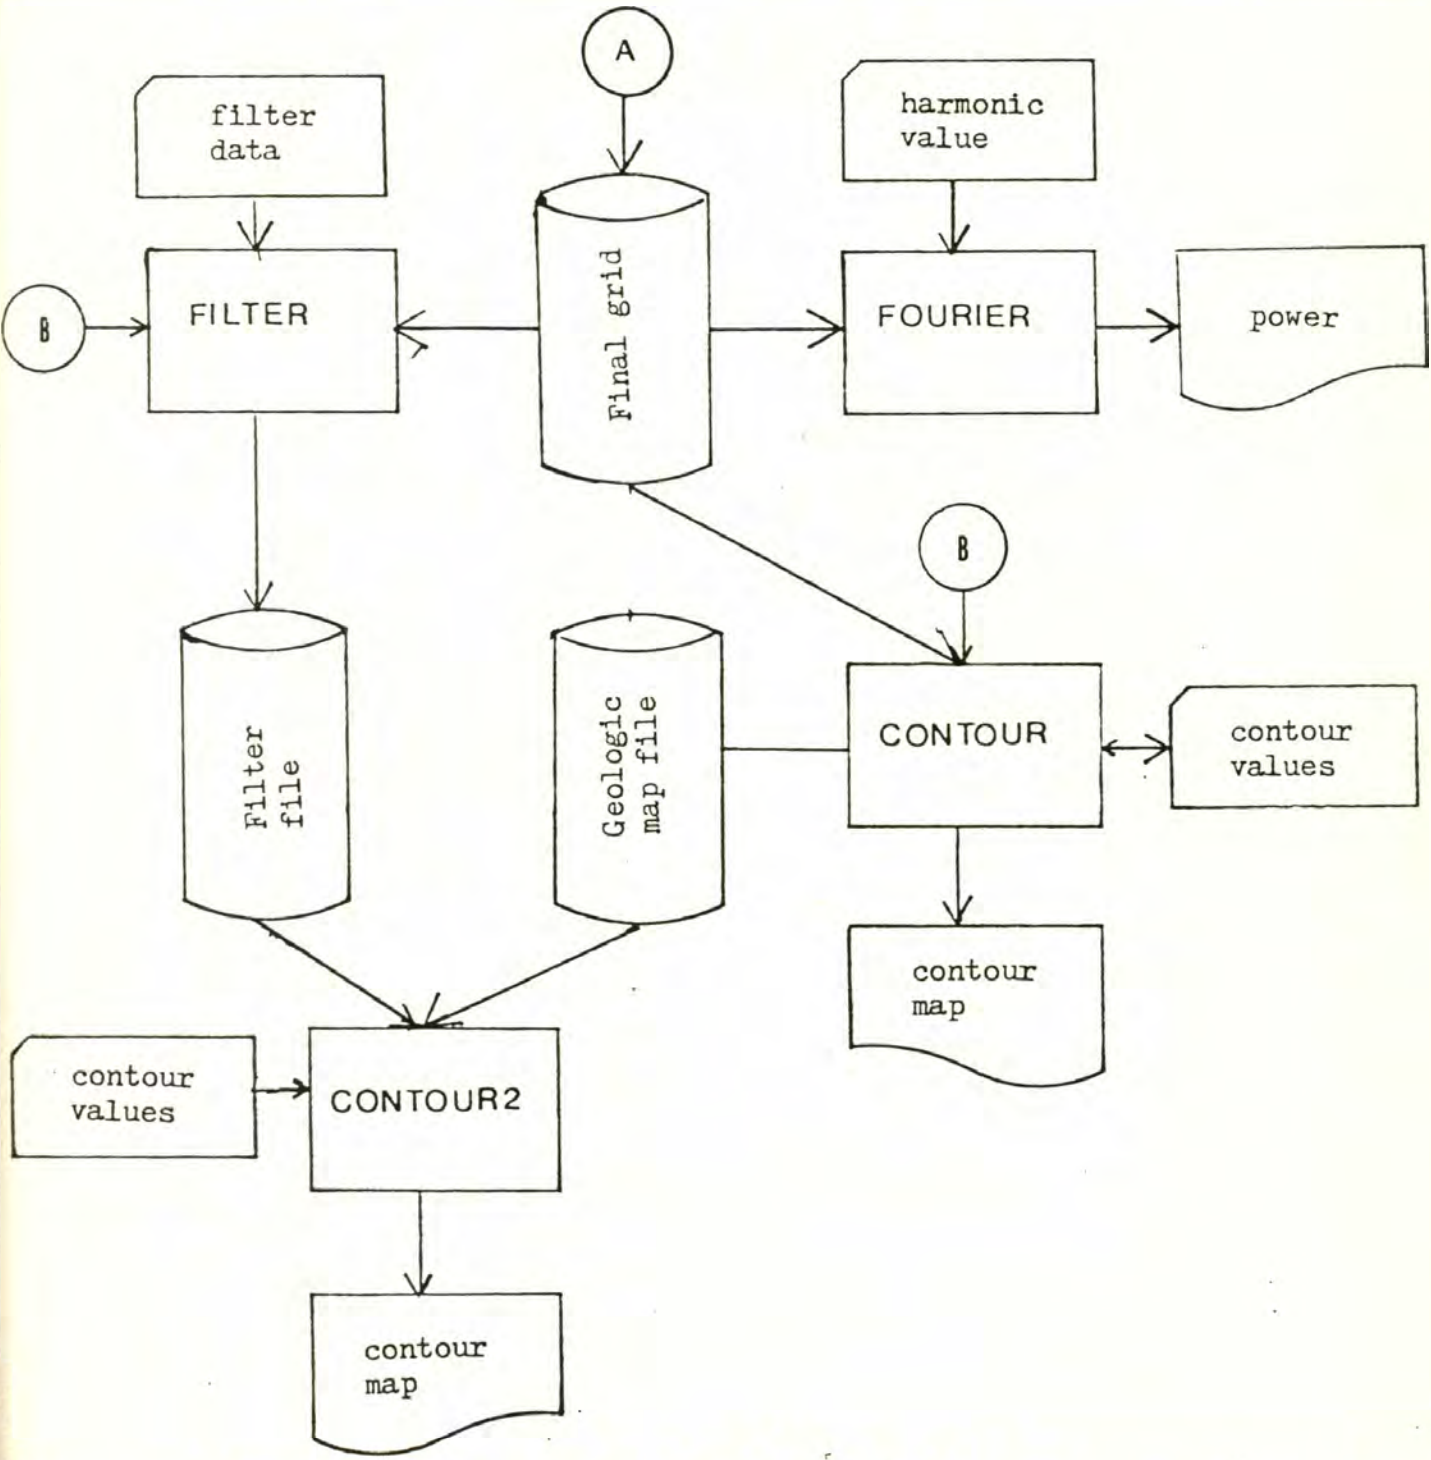 A
filter
data
harmonic
value
B
FILTER
Final grid
FOURIER
power
B
Filter
file
Geologic
map file
CONTOUR
contour
values
contour
map
contour
values
CONTOUR2
contour
map